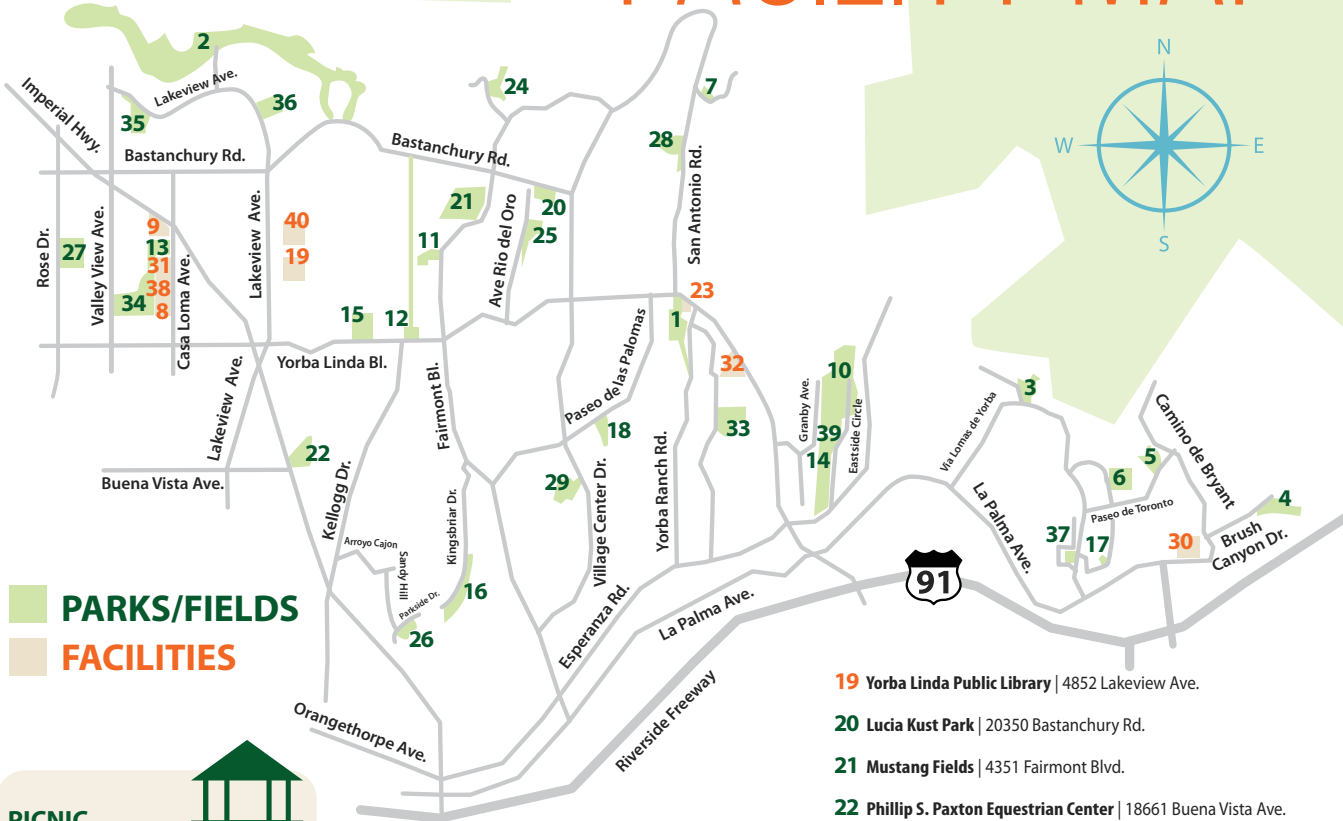 FACILITY MAP
N
W
E
S
2
Lakeview Ave.
24
7
Imperial Hwy.
36
35
28
Bastanchury Rd.
Bastanchury Rd.
21
20
25
San Antonio Rd.
Ave Rio del Oro
40
19
9
13
31
38
8
34
27
11
Rose Dr.
Valley View Ave.
Casa Loma Ave.
Lakeview Ave.
23
1
15
12
Yorba Linda Bl.
32
10
3
Paseo de las Palomas
Granby Ave.
Eastside Circle
Via Lomas de Yorba
Camino de Bryant
Lakeview Ave.
Fairmont Bl.
18
33
39
14
22
5
6
4
Buena Vista Ave.
Kellogg Dr.
Kingsbriar Dr.
29
Village Center Dr.
Yorba Ranch Rd.
La Palma Ave.
Paseo de Toronto
37
17
30
Brush
Canyon Dr.
Arroyo Cajon
Sandy Hill
Parkside Dr.
16
26
91
PARKS/FIELDS
FACILITIES
Esperanza Rd.
La Palma Ave.
Riverside Freeway
Orangethorpe Ave.
19 Yorba Linda Public Library | 4852 Lakeview Ave.
20 Lucia Kust Park | 20350 Bastanchury Rd.
21 Mustang Fields | 4351 Fairmont Blvd.
22 Phillip S. Paxton Equestrian Center | 18661 Buena Vista Ave.
PICNIC